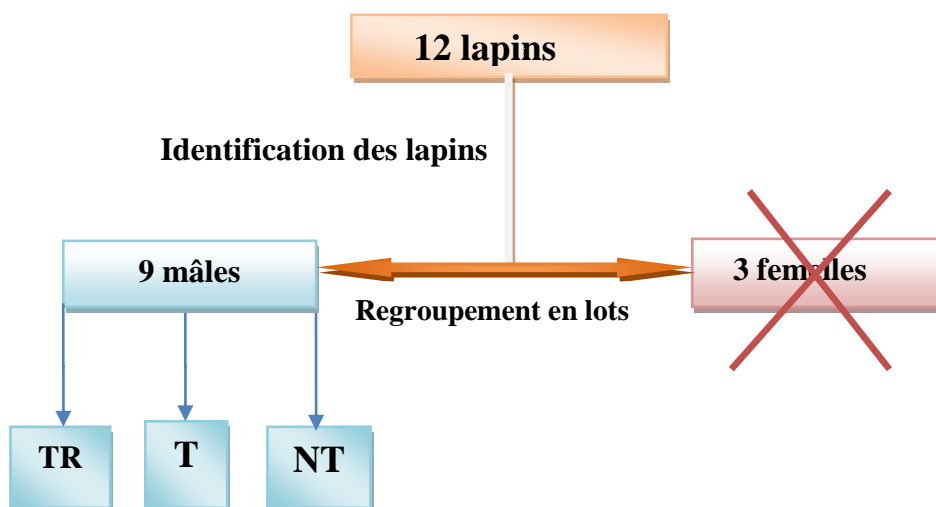 12 lapins
Identification des lapins
9 mâles
3 femelles
Regroupement en lots
TR
T
NT